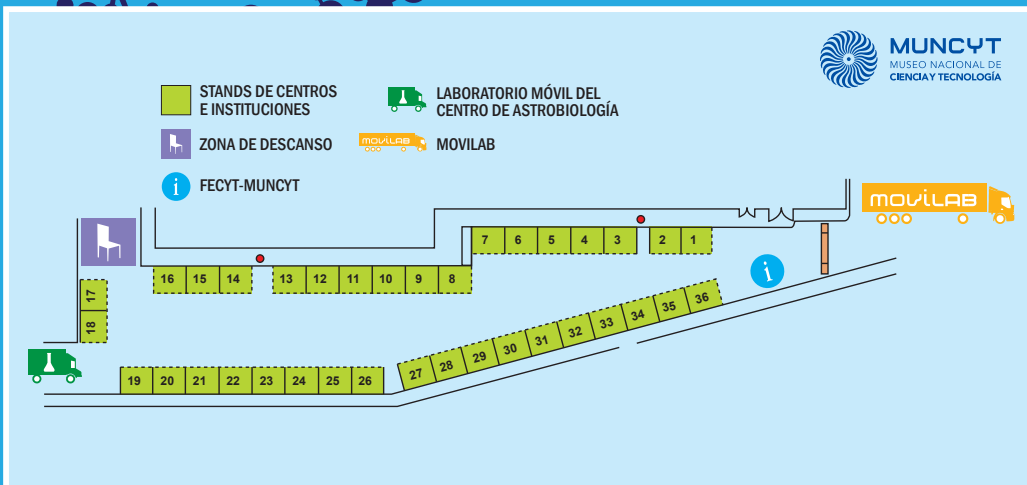 MUNCYT
MUSEO NACIONAL DE
CIENCIA Y TECNOLOGÍA
STANDS DE CENTROS
E INSTITUCIONES
LABORATORIO MÓVIL DEL
CENTRO DE ASTROBIOLOGÍA
ZONA DE DESCANSO
MOVILAB
MOVILAB
i
FECYT-MUNCYT
MOVILAB
7 6 5 4 3 2 1
i
16 15 14 13 12 11 10 9 8
17
18
36
35
34
33
32
31
30
29
28
27
19 20 21 22 23 24 25 26